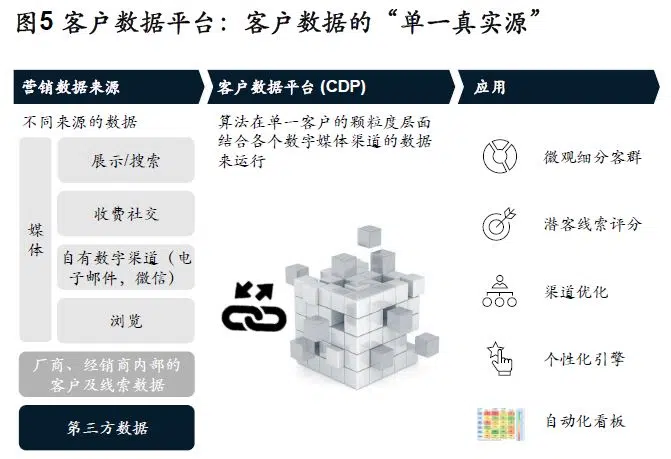 图5 客户数据平台：客户数据的“单一真实源”
营销数据来源
客户数据平台 (CDP)
应用
不同来源的数据
媒体
展示/搜索
收费社交
自有数字渠道（电
子邮件，微信）
浏览
厂商、经销商内部的
客户及线索数据
第三方数据
算法在单一客户的颗粒度层面
结合各个数字媒体渠道的数据
来运行
微观细分客群
潜客线索评分
渠道优化
个性化引擎
自动化看板